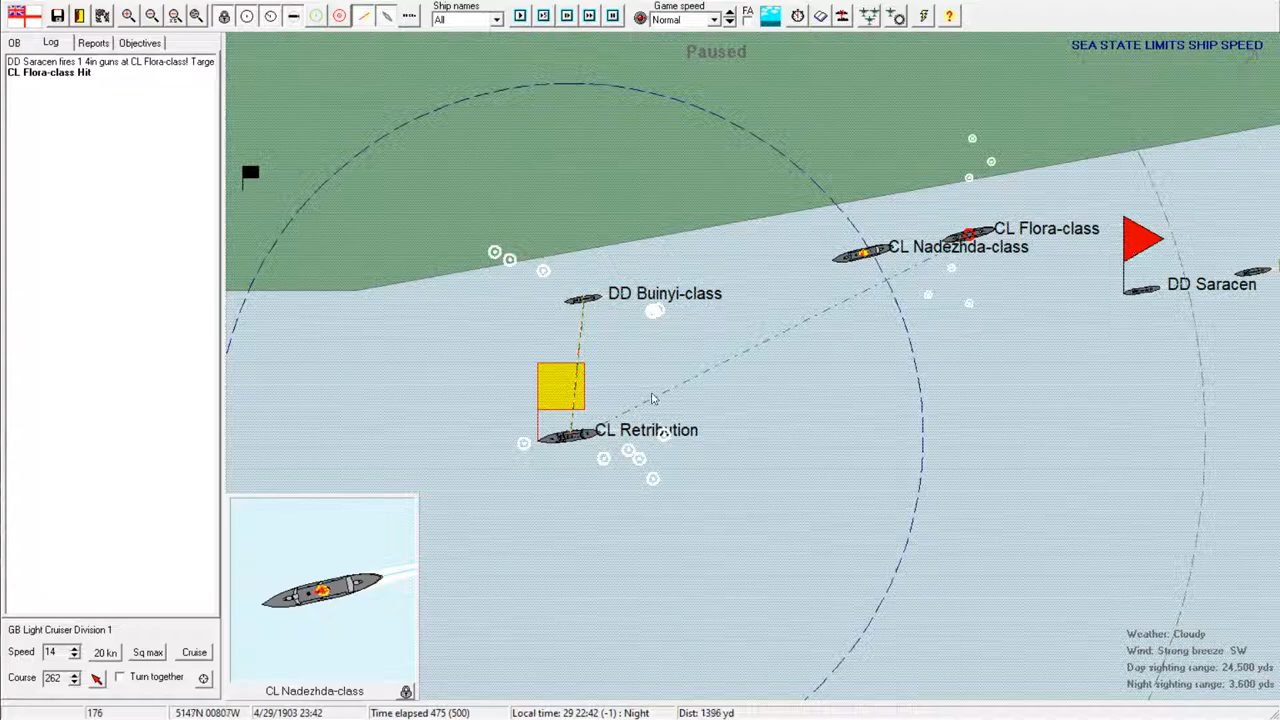 Ship names
All
Game speed
Normal
FA
OB
Log
Reports
Objectives
DD Saracen fires 1 4in guns at CL Flora-class! Targe
CL Flora-class Hit
Paused
SEA STATE LIMITS SHIP SPEED
CL Flora-class
CL Nadezhda-class
DD Saracen
DD Buinyi-class
CL Retribution
CL Nadezhda-class
GB Light Cruiser Division 1
Speed 14 20 kn Sq max Cruise
Course 262 Turn together
Weather: Cloudy
Wind: Strong breeze SW
Day sighting range: 24,500 yds
Night sighting range: 3,600 yds
176 5147N 00807W 4/29/1903 23:42 Time elapsed 475 (500) Local time: 29 22:42 (-1) : Night Dist: 1396 yd